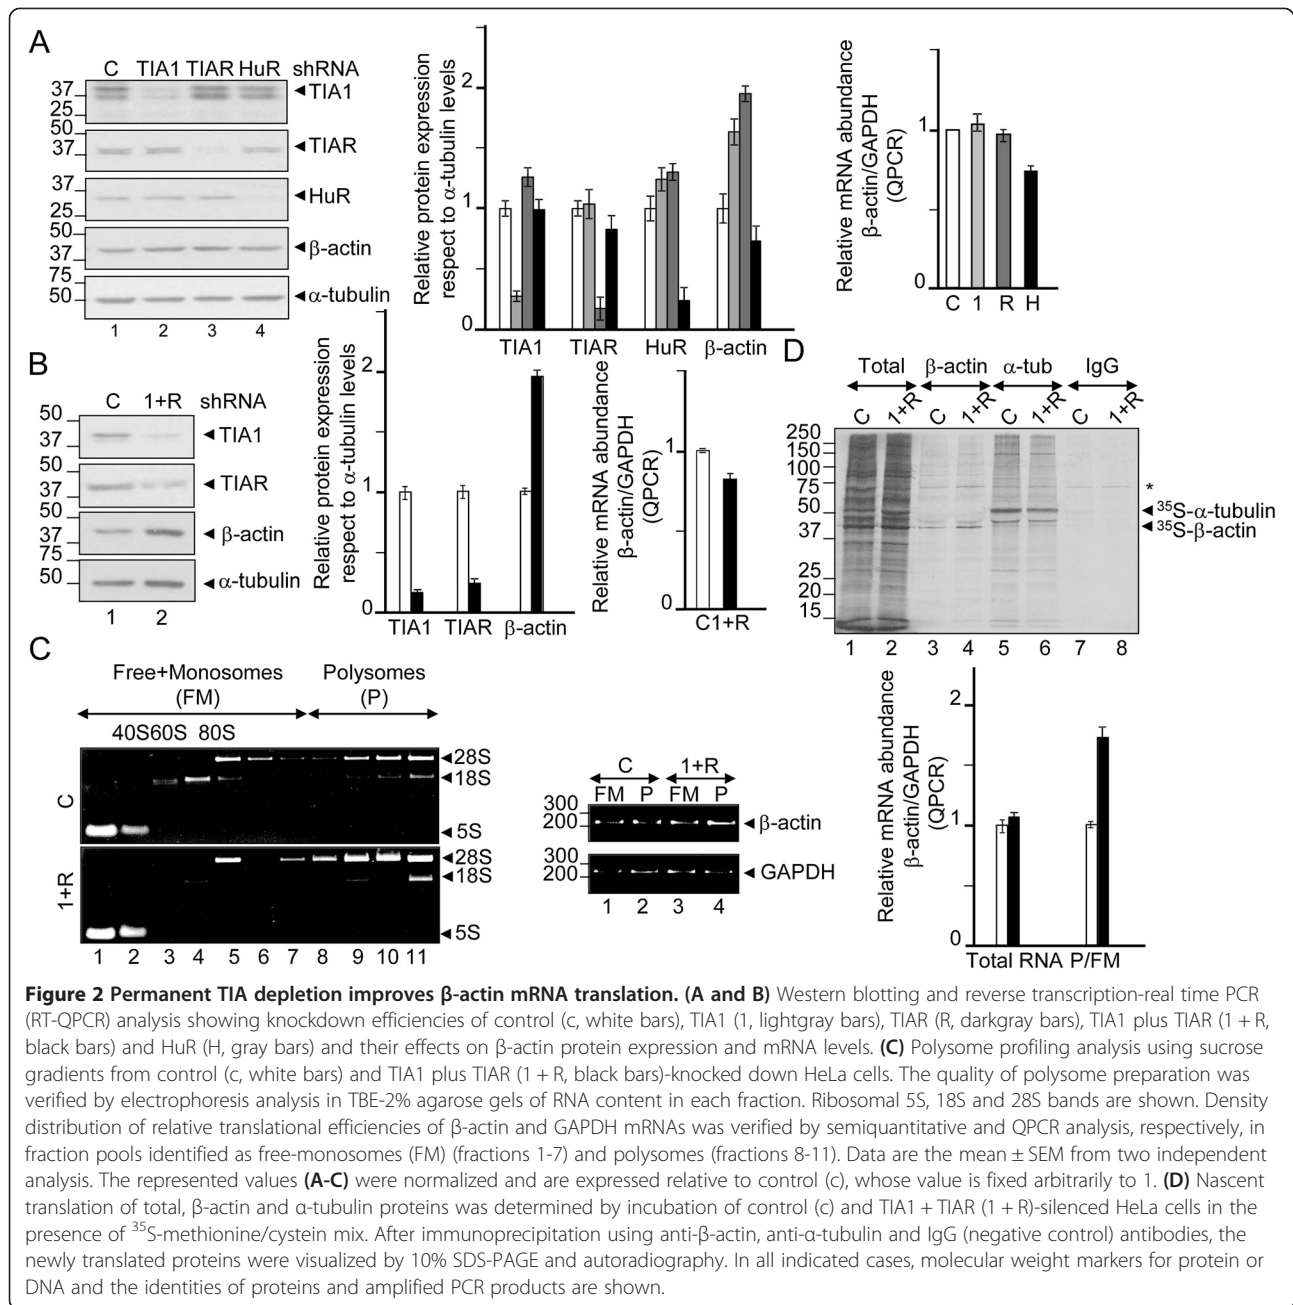 A
C TIA1 TIAR HuR shRNA
37
25
TIA1
50
37
TIAR
37
25
HuR
50
37
β-actin
75
50
α-tubulin
1 2 3 4
Relative protein expression
respect to α-tubulin levels
2
1
0
TIA1 TIAR HuR β-actin
Relative mRNA abundance
β-actin/GAPDH
(QPCR)
1
0
C 1 R H
B
C 1+R shRNA
50
37
TIA1
50
37
TIAR
50
37
β-actin
75
50
α-tubulin
1 2
Relative protein expression
respect to α-tubulin levels
2
1
0
TIA1 TIAR β-actin
Relative mRNA abundance
β-actin/GAPDH
(QPCR)
1
0
C1+R
D
Total β-actin α-tub IgG
C 1+R C 1+R C 1+R C 1+R
250
150
100
75
50
37
25
20
15
*
³⁵S-α-tubulin
³⁵S-β-actin
1 2 3 4 5 6 7 8
C
Free+Monosomes
(FM)
Polysomes
(P)
40S60S 80S
C
28S
18S
5S
1+R
28S
18S
5S
1 2 3 4 5 6 7 8 9 10 11
C 1+R
FM P FM P
300
200
β-actin
300
200
GAPDH
1 2 3 4
Relative mRNA abundance
β-actin/GAPDH
(QPCR)
2
1
0
Total RNA P/FM
Figure 2 Permanent TIA depletion improves β-actin mRNA translation. (A and B) Western blotting and reverse transcription-real time PCR
(RT-QPCR) analysis showing knockdown efficiencies of control (c, white bars), TIA1 (1, lightgray bars), TIAR (R, darkgray bars), TIA1 plus TIAR (1 + R,
black bars) and HuR (H, gray bars) and their effects on β-actin protein expression and mRNA levels. (C) Polysome profiling analysis using sucrose
gradients from control (c, white bars) and TIA1 plus TIAR (1 + R, black bars)-knocked down HeLa cells. The quality of polysome preparation was
verified by electrophoresis analysis in TBE-2% agarose gels of RNA content in each fraction. Ribosomal 5S, 18S and 28S bands are shown. Density
distribution of relative translational efficiencies of β-actin and GAPDH mRNAs was verified by semiquantitative and QPCR analysis, respectively, in
fraction pools identified as free-monosomes (FM) (fractions 1-7) and polysomes (fractions 8-11). Data are the mean ± SEM from two independent
analysis. The represented values (A-C) were normalized and are expressed relative to control (c), whose value is fixed arbitrarily to 1. (D) Nascent
translation of total, β-actin and α-tubulin proteins was determined by incubation of control (c) and TIA1 + TIAR (1 + R)-silenced HeLa cells in the
presence of ³⁵S-methionine/cystein mix. After immunoprecipitation using anti-β-actin, anti-α-tubulin and IgG (negative control) antibodies, the
newly translated proteins were visualized by 10% SDS-PAGE and autoradiography. In all indicated cases, molecular weight markers for protein or
DNA and the identities of proteins and amplified PCR products are shown.